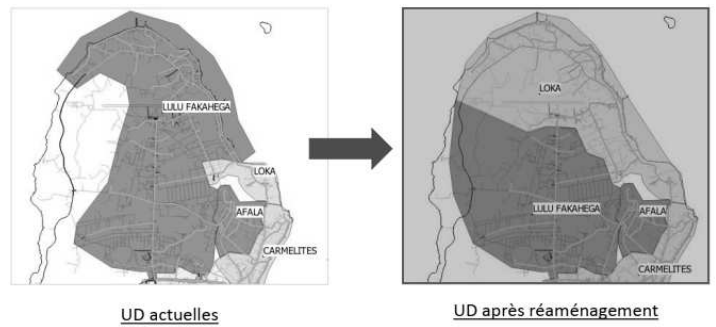 LULU FAKAHEGA
LOKA
AFALA
CARMELITES
UD actuelles
LOKA
LULU FAKAHEGA
AFALA
CARMELITES
UD après réaménagement